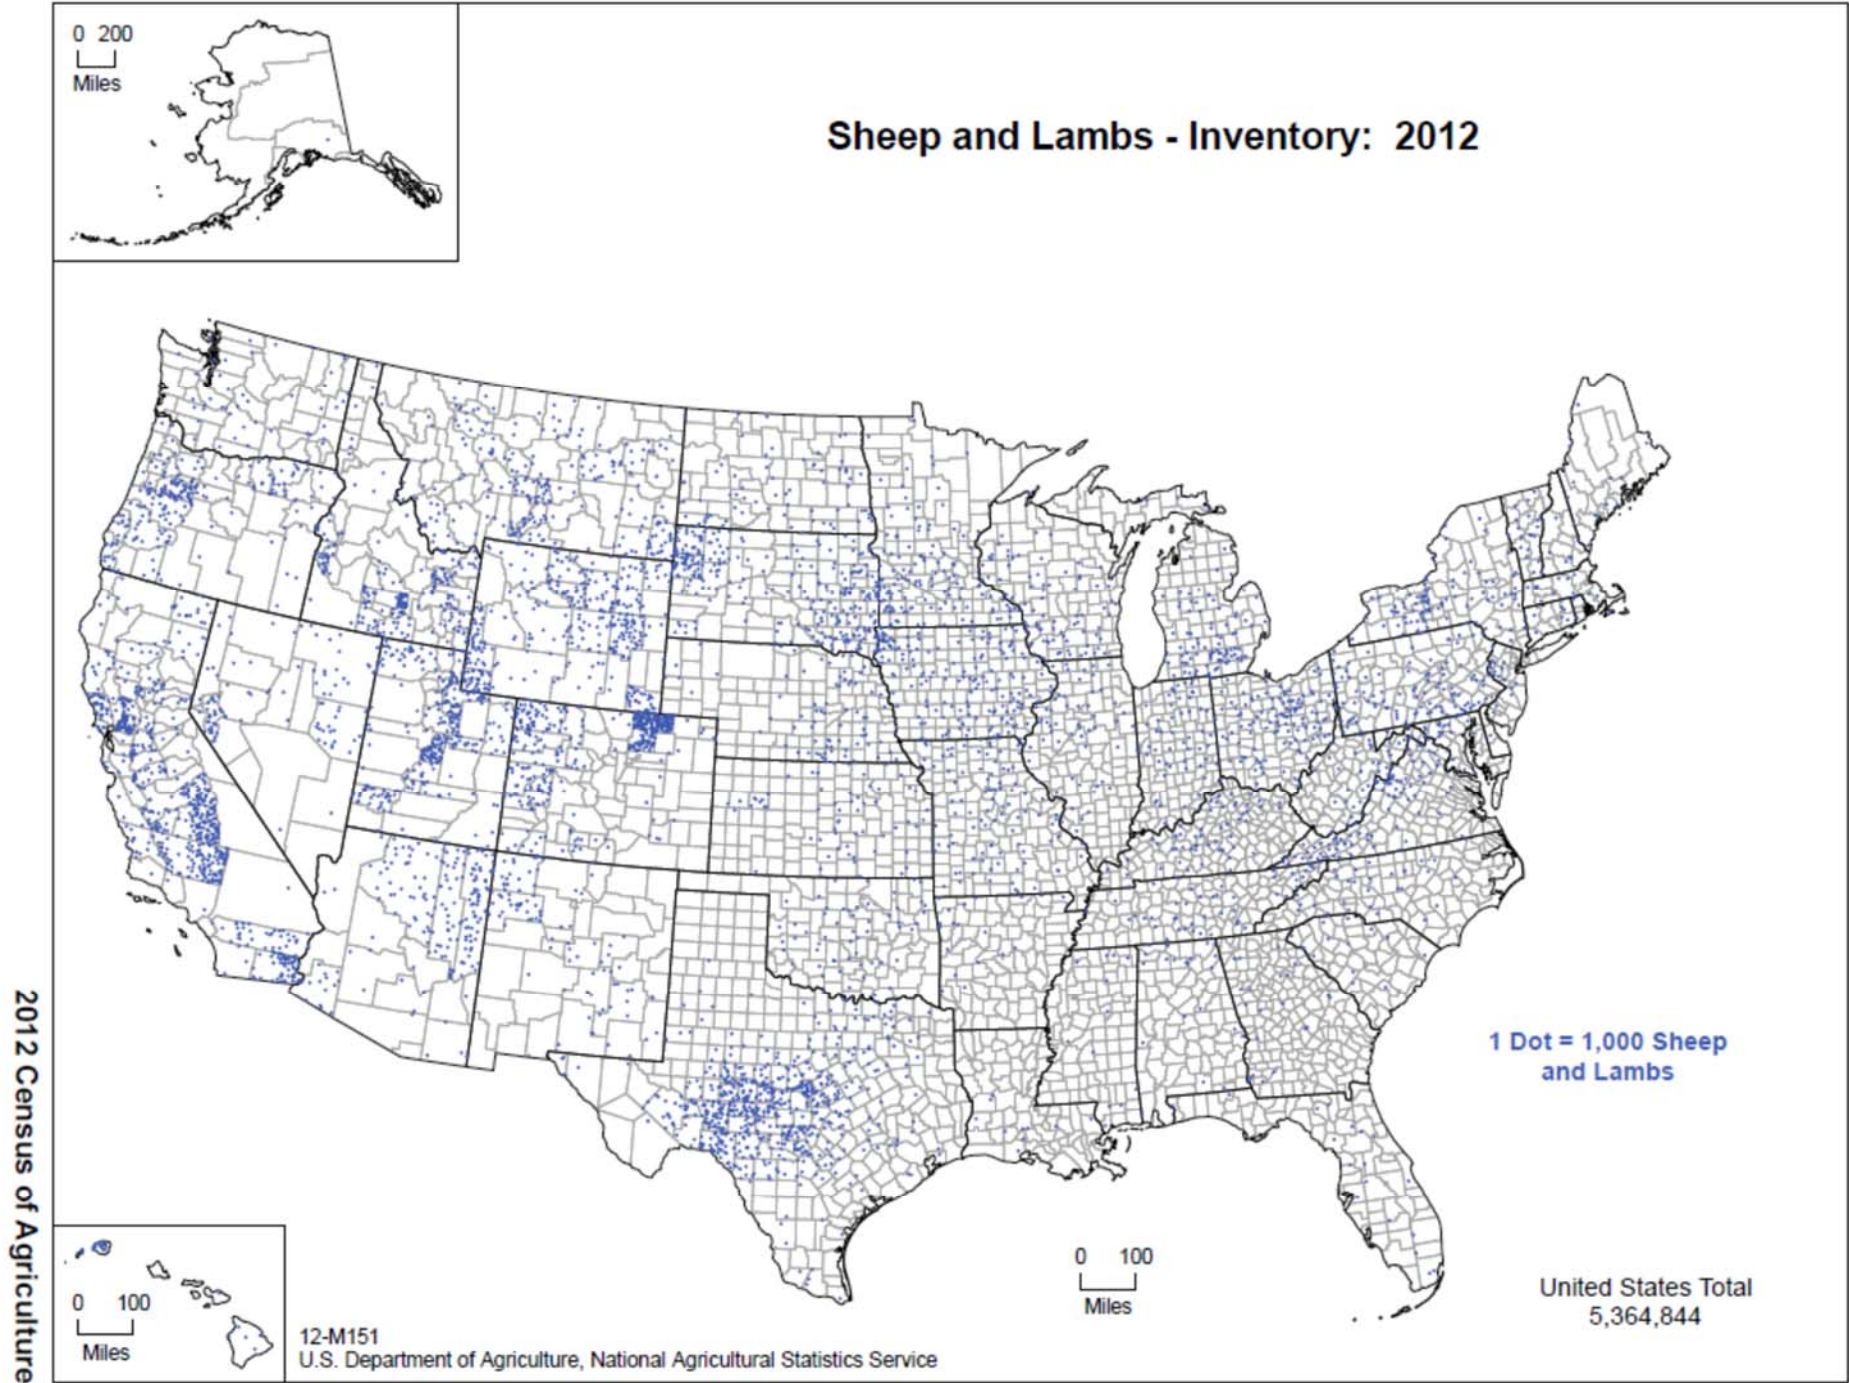 0 200
Miles
Sheep and Lambs - Inventory: 2012
1 Dot = 1,000 Sheep
and Lambs
2012 Census of Agriculture
0 100
Miles
0 100
Miles
United States Total
5,364,844
12-M151
U.S. Department of Agriculture, National Agricultural Statistics Service